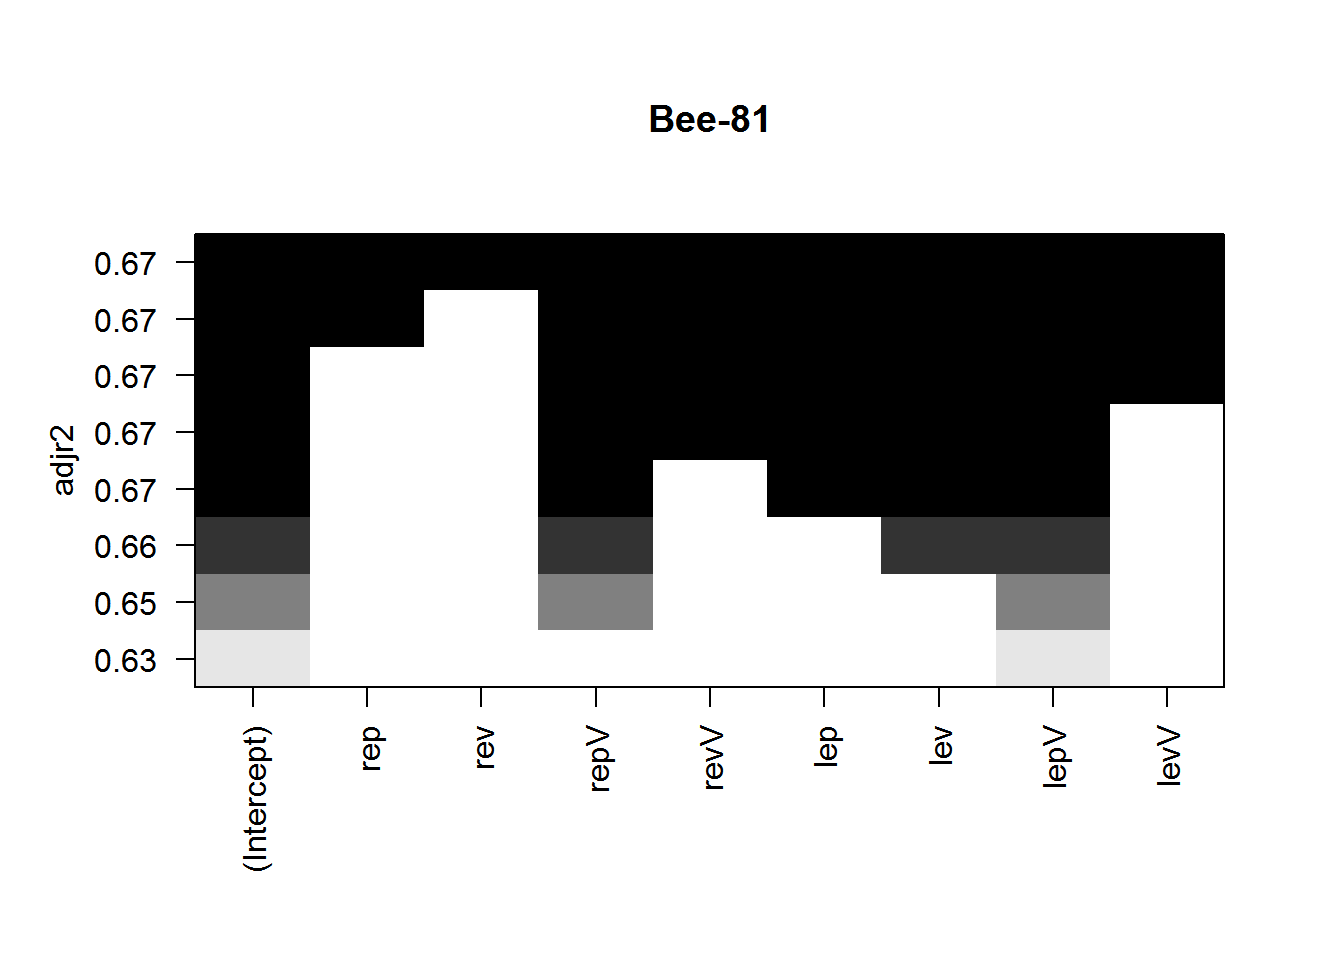 Bee-81
adjr2
0.67
0.67
0.67
0.67
0.67
0.66
0.65
0.63
(Intercept)
rep
rev
repV
revV
lep
lev
lepV
levV